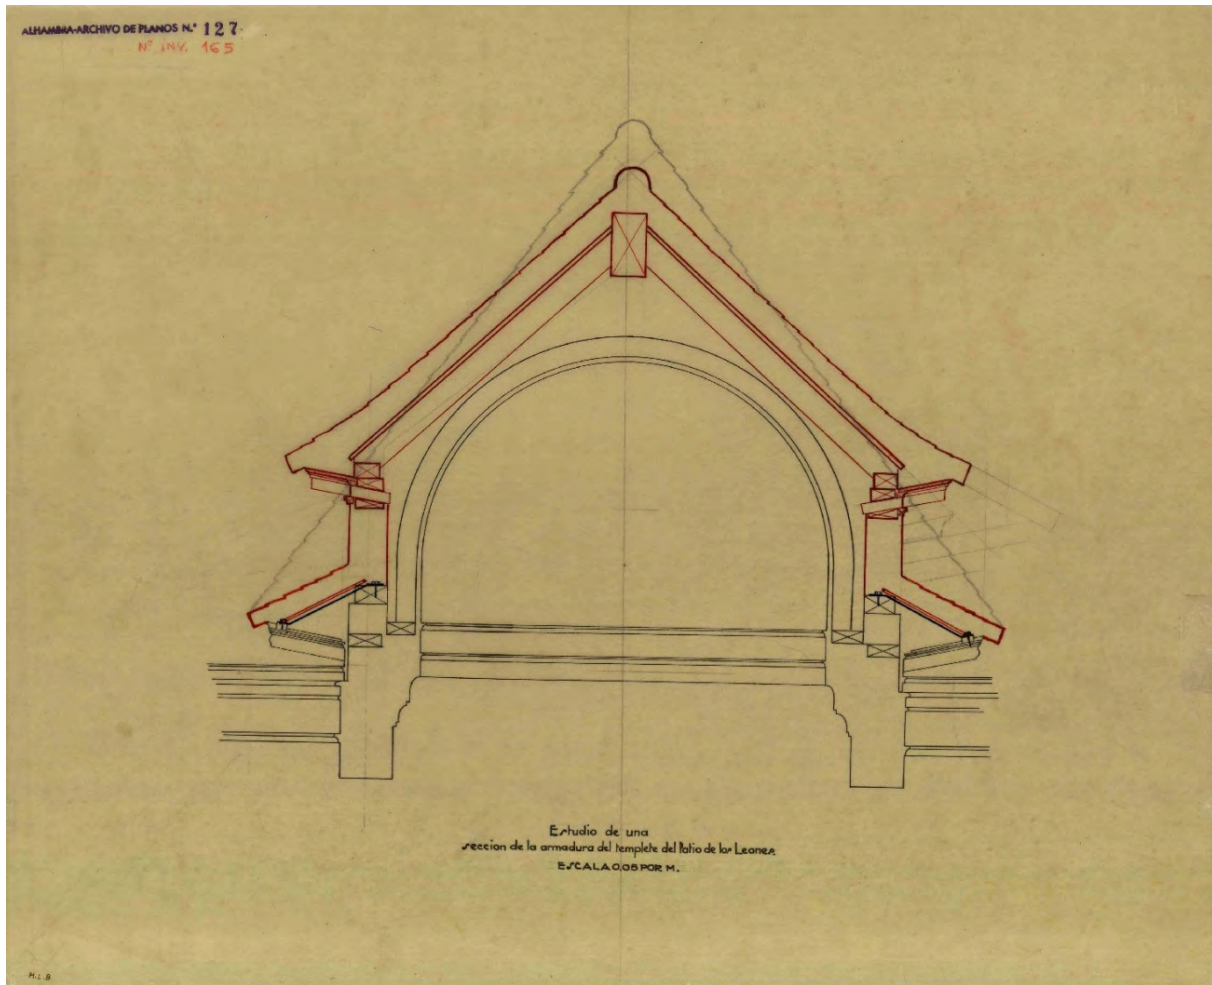 ALHAMBRA-ARCHIVO DE PLANOS N.º 127
Nº INV. 165
Estudio de una
seccion de la armadura del templete del Patio de los Leones.
ESCALA 0,05 POR M.
H.L.B